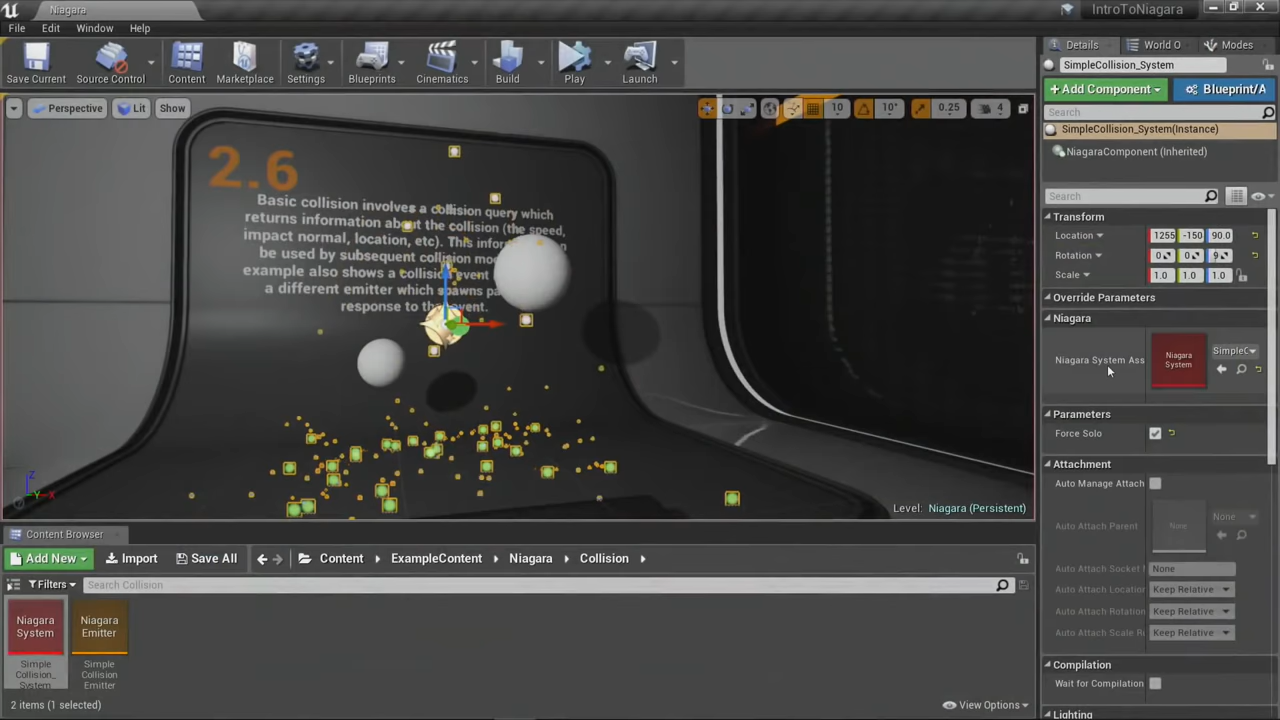 Niagara
IntroToNiagara
File Edit Window Help
Save Current
Source Control
Content
Marketplace
Settings
Blueprints
Cinematics
Build
Play
Launch
Perspective
Lit
Show
10
10°
0.25
4
2.6
Basic collision involves a collision query which
returns information about the collision (the speed,
impact normal, location, etc). This
be used by subsequent collision
example also shows a collision event
a different emitter which spawns
response to the event.
Level: Niagara (Persistent)
Content Browser
Add New
Import
Save All
Content
ExampleContent
Niagara
Collision
Filters
Search Collision
Niagara
System
Niagara
Emitter
Simple
Collision_
System
Simple
Collision
Emitter
2 items (1 selected)
View Options
Details
World O
Modes
SimpleCollision_System
+ Add Component
Blueprint/A
Search
SimpleCollision_System(Instance)
NiagaraComponent (Inherited)
Search
Transform
Location 1255 -150 90.0
Rotation
Scale 1.0 1.0 1.0
Override Parameters
Niagara
Niagara System Ass
Niagara
System
SimpleC
Parameters
Force Solo
Attachment
Auto Manage Attach
Auto Attach Parent
None
None
Auto Attach Socket
None
Auto Attach Location
Keep Relative
Auto Attach Rotation
Keep Relative
Auto Attach Scale Ru
Keep Relative
Compilation
Wait for Compilation
Lighting